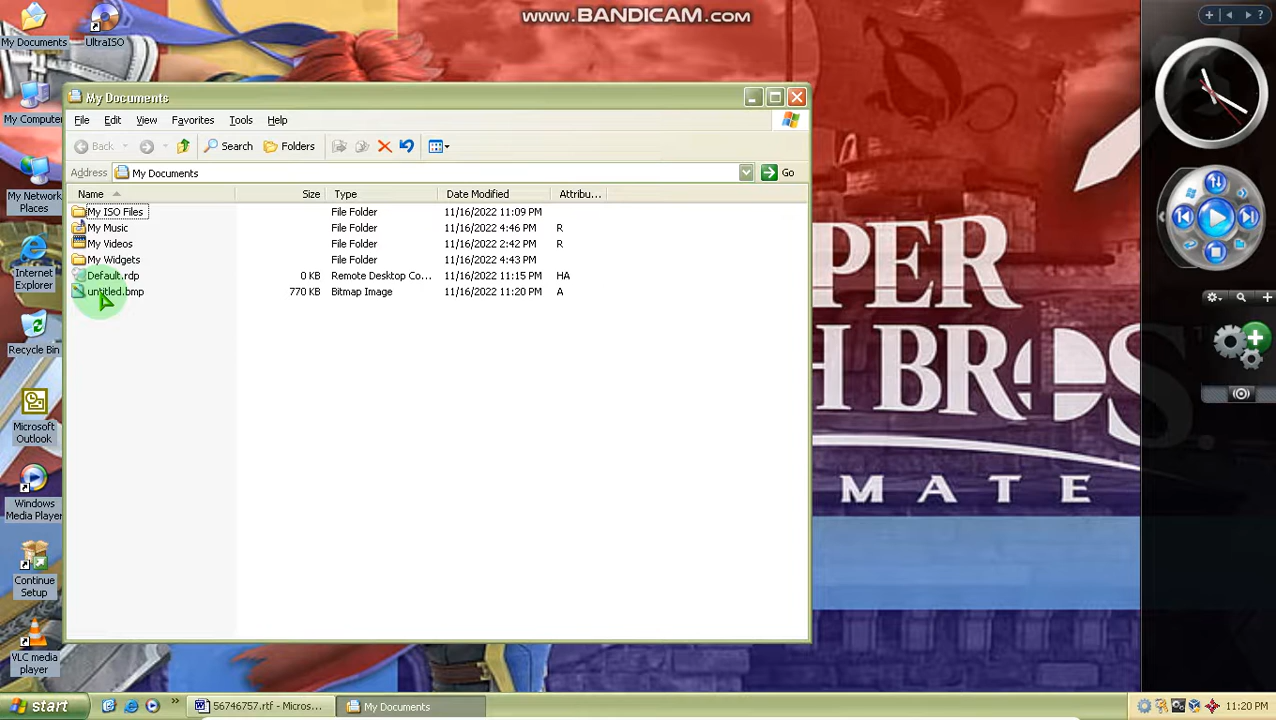 www.BANDICAM.com
My Documents
UltraISO
My Computer
My Network
Places
Internet
Explorer
Recycle Bin
Microsoft
Outlook
Windows
Media Player
Continue
Setup
VLC media
player
My Documents
File Edit View Favorites Tools Help
Back Search Folders
Address My Documents Go
Name Size Type Date Modified Attribu...
My ISO Files File Folder 11/16/2022 11:09 PM
My Music File Folder 11/16/2022 4:46 PM R
My Videos File Folder 11/16/2022 2:42 PM R
My Widgets File Folder 11/16/2022 4:43 PM
Default.rdp 0 KB Remote Desktop Co... 11/16/2022 11:15 PM HA
untitled.bmp 770 KB Bitmap Image 11/16/2022 11:20 PM A
PER
H BROS.
MATE
start
56746757.rtf - Micros...
My Documents
11:20 PM